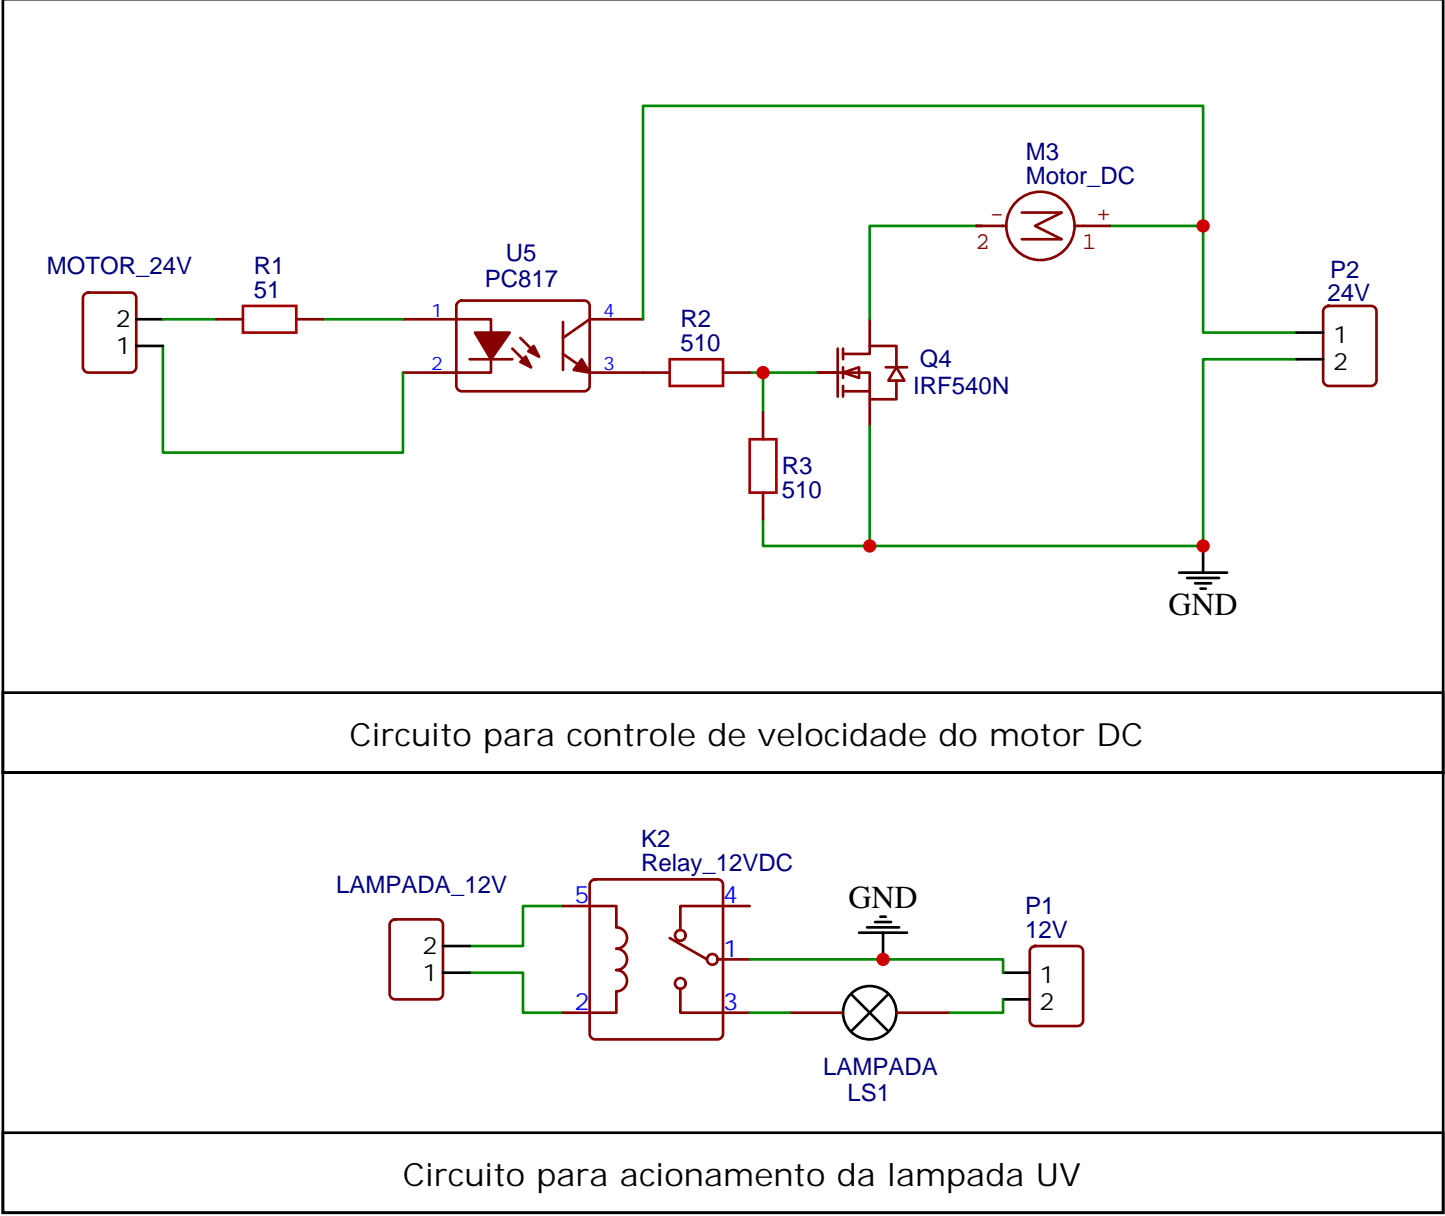 M3
Motor_DC
-
+
2
1
MOTOR_24V
R1
51
2
1
U5
PC817
1
2
4
3
R2
510
Q4
IRF540N
R3
510
P2
24V
1
2
GND
Circuito para controle de velocidade do motor DC
K2
Relay_12VDC
LAMPADA_12V
2
1
5
2
4
1
3
GND
P1
12V
1
2
LAMPADA
LS1
Circuito para acionamento da lampada UV